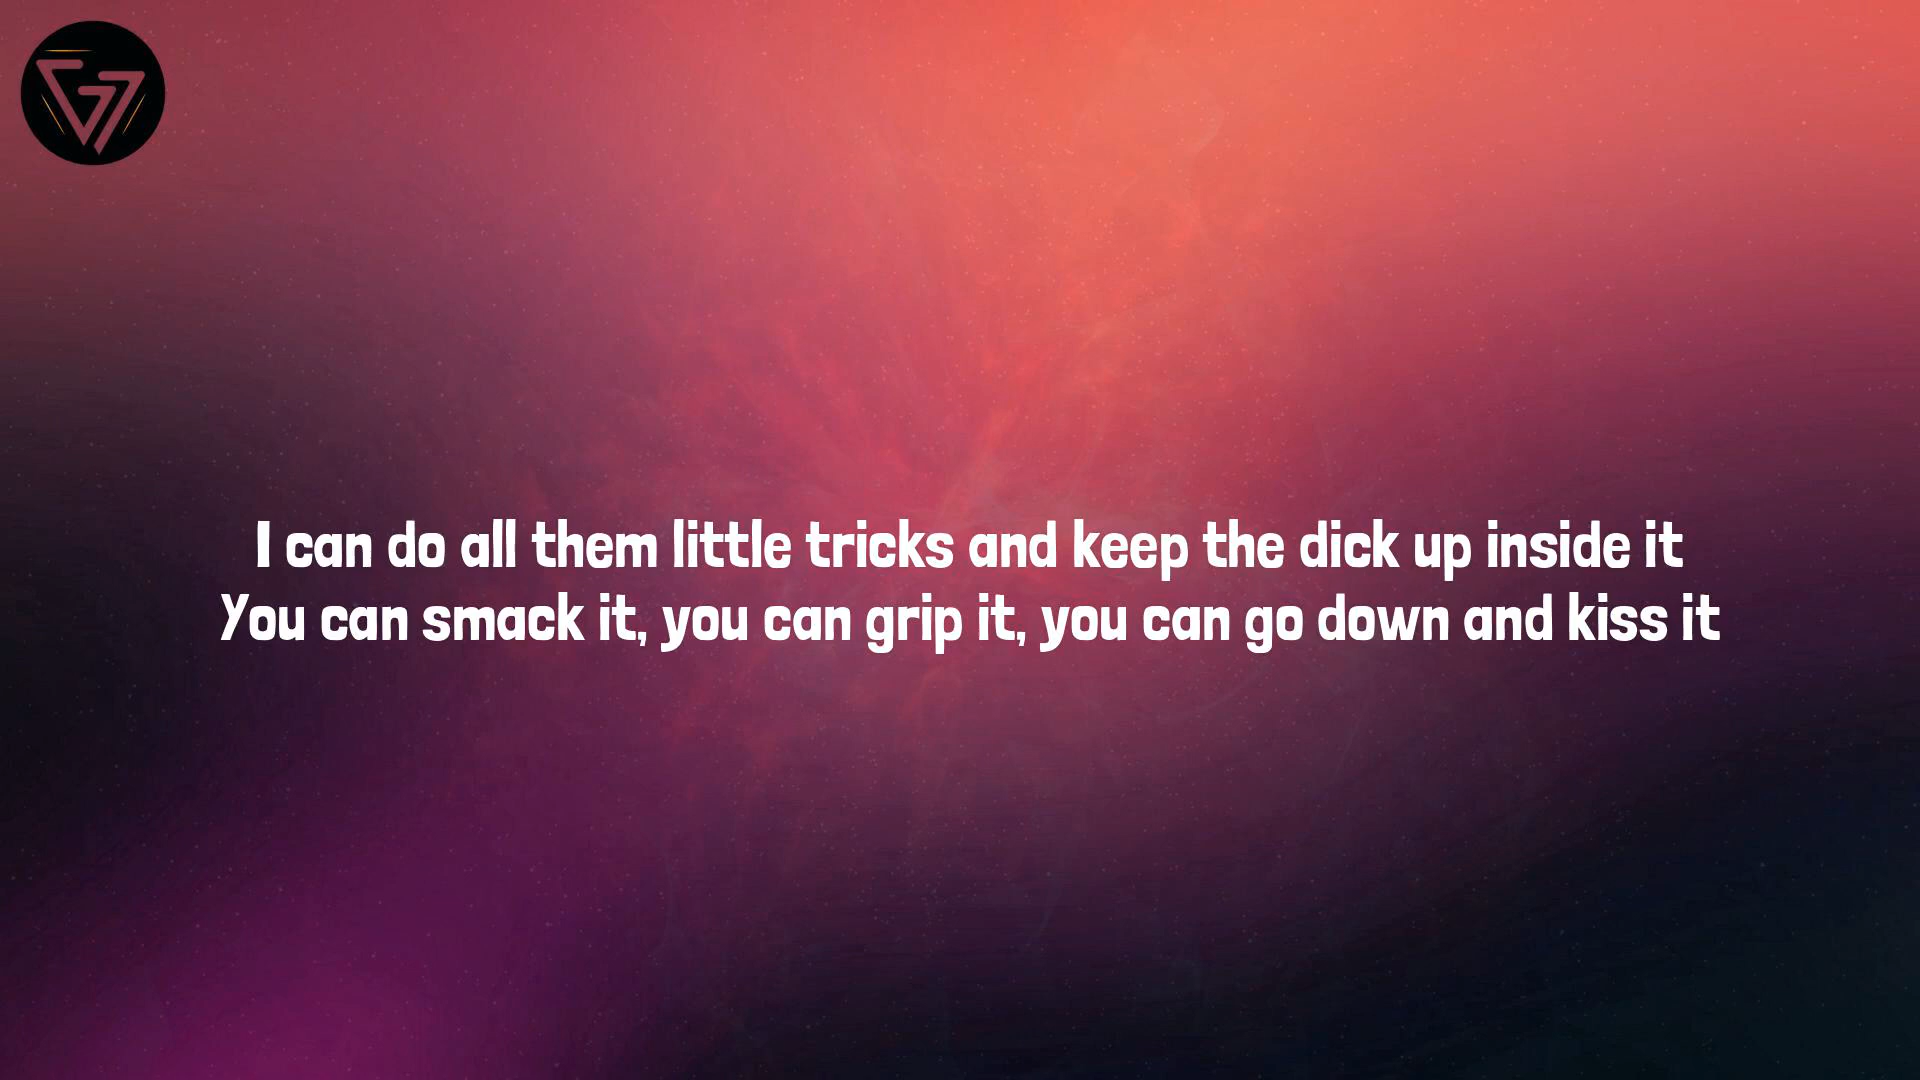 I can do all them little tricks and keep the dick up inside it
You can smack it, you can grip it, you can go down and kiss it